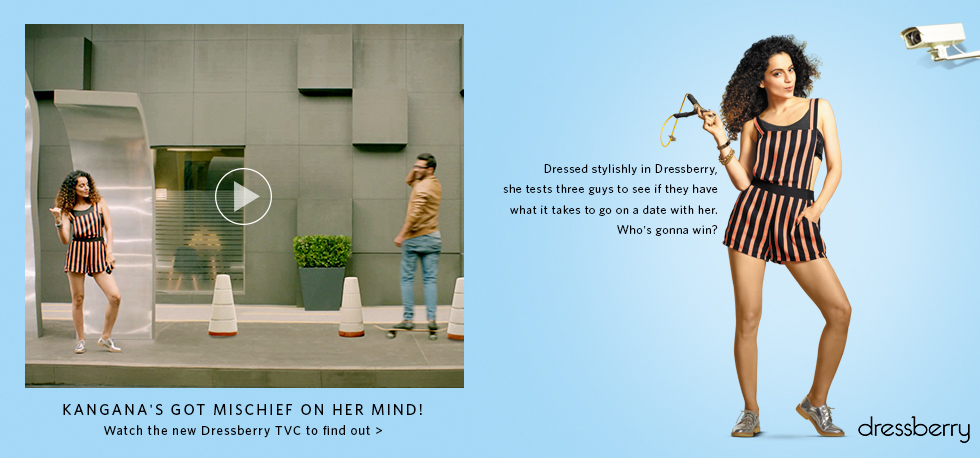 KANGANA'S GOT MISCHIEF ON HER MIND!
Watch the new Dressberry TVC to find out >
Dressed stylishly in Dressberry,
she tests three guys to see if they have
what it takes to go on a date with her.
Who's gonna win?
dressberry